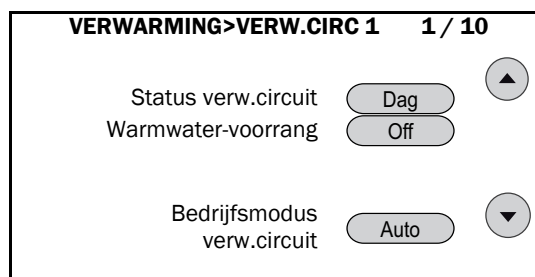 VERWARMING>VERW.CIRC 1 1 / 10
Status verw.circuit Dag
Warmwater-voorrang Off
Bedrijfsmodus
verw.circuit Auto